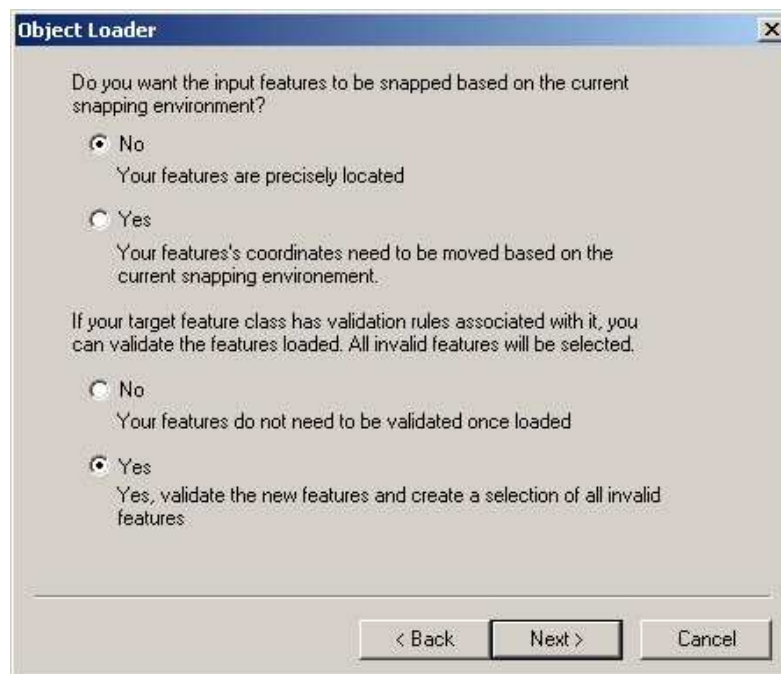 Object Loader
Do you want the input features to be snapped based on the current
snapping environment?
No
Your features are precisely located
Yes
Your features's coordinates need to be moved based on the
current snapping environement.
If your target feature class has validation rules associated with it, you
can validate the features loaded. All invalid features will be selected.
No
Your features do not need to be validated once loaded
Yes
Yes, validate the new features and create a selection of all invalid
features
< Back
Next >
Cancel